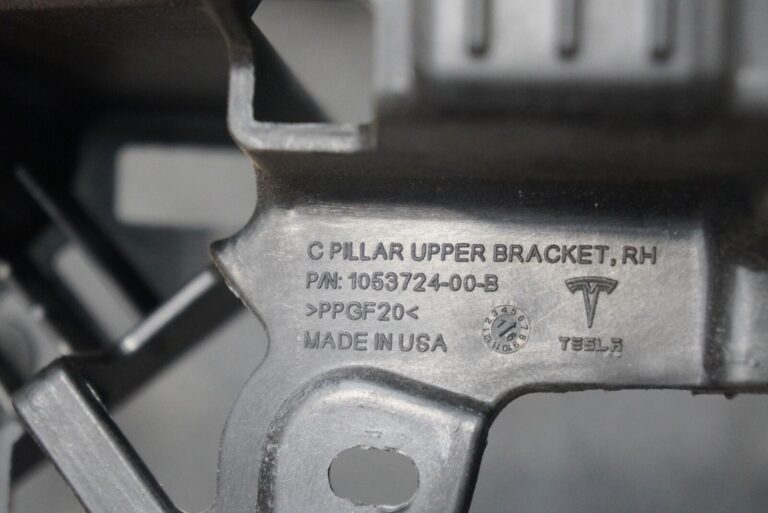 C PILLAR UPPER BRACKET, RH
P/N: 1053724-00-B
>PPGF20<
MADE IN USA
TESLA